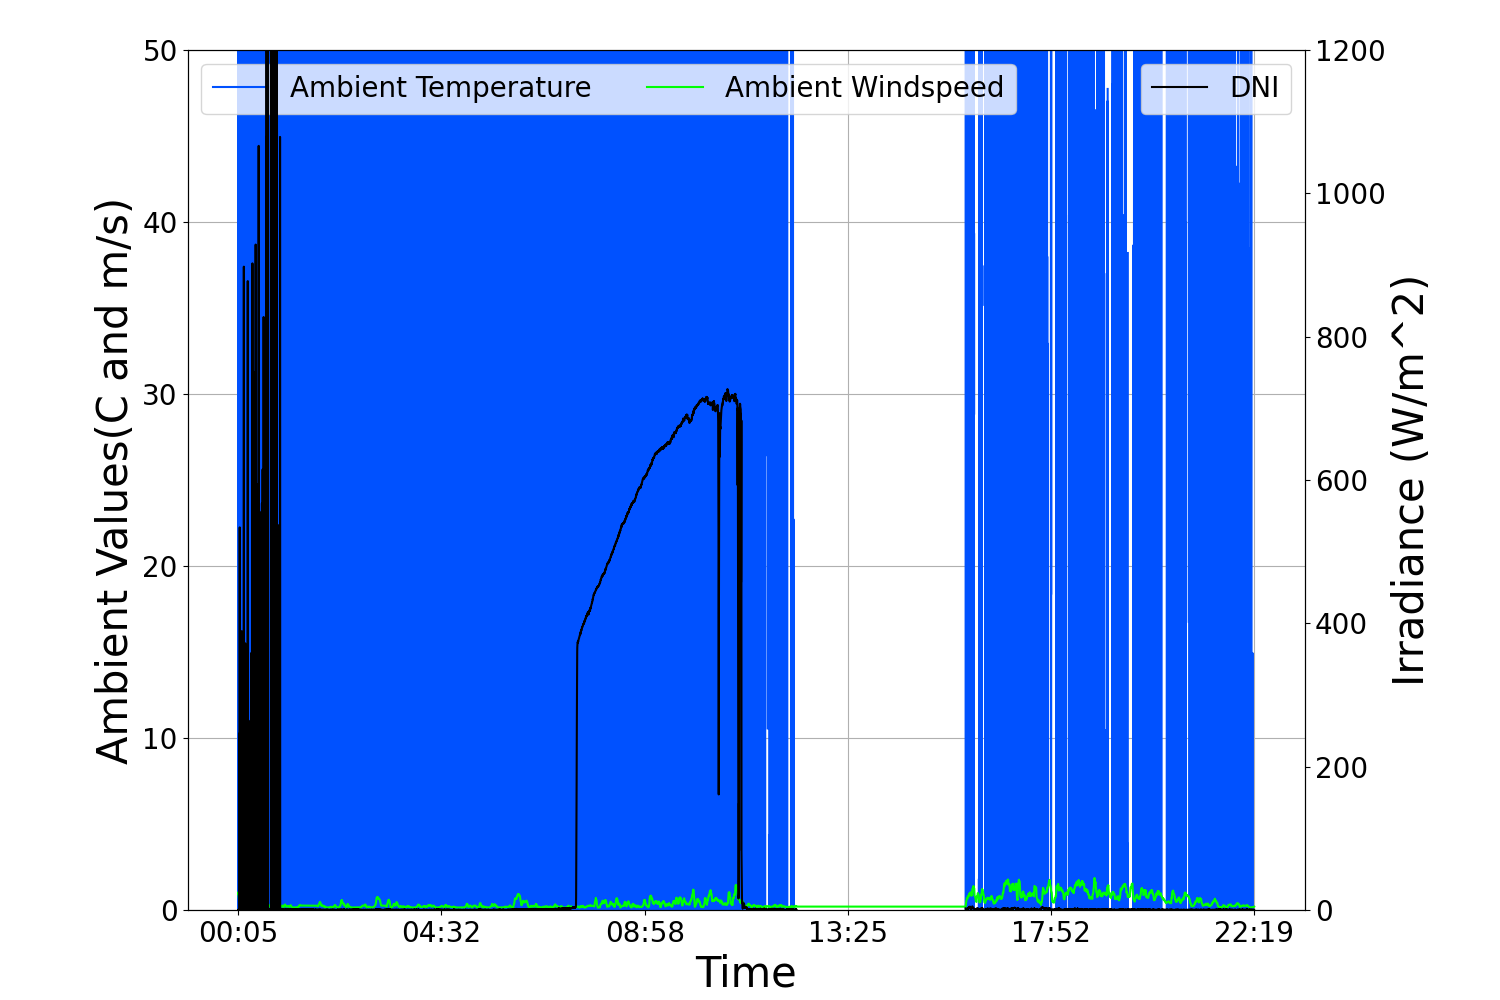 Ambient Temperature Ambient Windspeed DNI
50
40
30
20
10
0
Ambient Values(C and m/s)
1200
1000
800
600
400
200
0
Irradiance (W/m^2)
00:05 04:32 08:58 13:25 17:52 22:19
Time